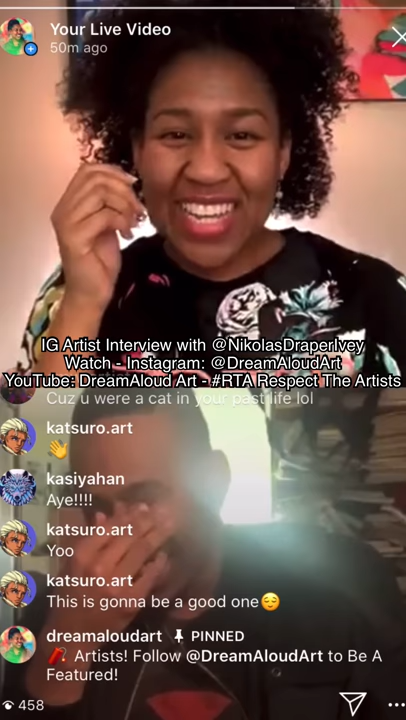 Your Live Video
50m ago
IG Artist Interview with @NikolasDraperIvey
Watch - Instagram: @DreamAloudArt
YouTube: DreamAloud Art - #RTA Respect The Artists
Cuz u were a cat in your past life lol
katsuro.art
👋
kasiyahan
Aye!!!!
katsuro.art
Yoo
katsuro.art
This is gonna be a good one😌
dreamaloudart PINNED
🧨 Artists! Follow @DreamAloudArt to Be A
Featured!
458